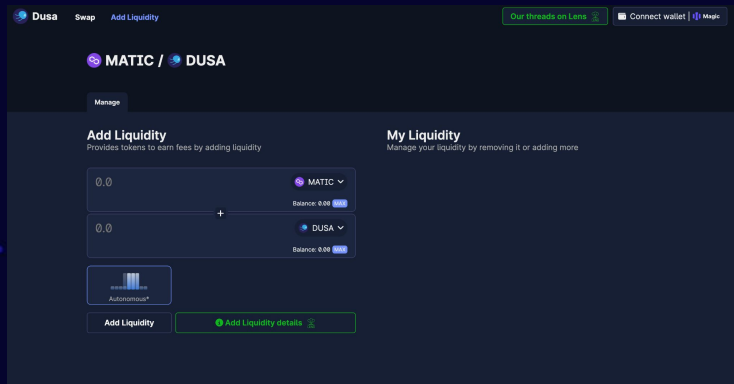 Dusa
Swap
Add Liquidity
Our threads on Lens
Connect wallet | Magic
MATIC / DUSA
Manage
Add Liquidity
Provides tokens to earn fees by adding liquidity
My Liquidity
Manage your liquidity by removing it or adding more
0.0
MATIC
Balance: 0.00 MAX
+
0.0
DUSA
Balance: 0.00 MAX
Autonomous*
Add Liquidity
Add Liquidity details